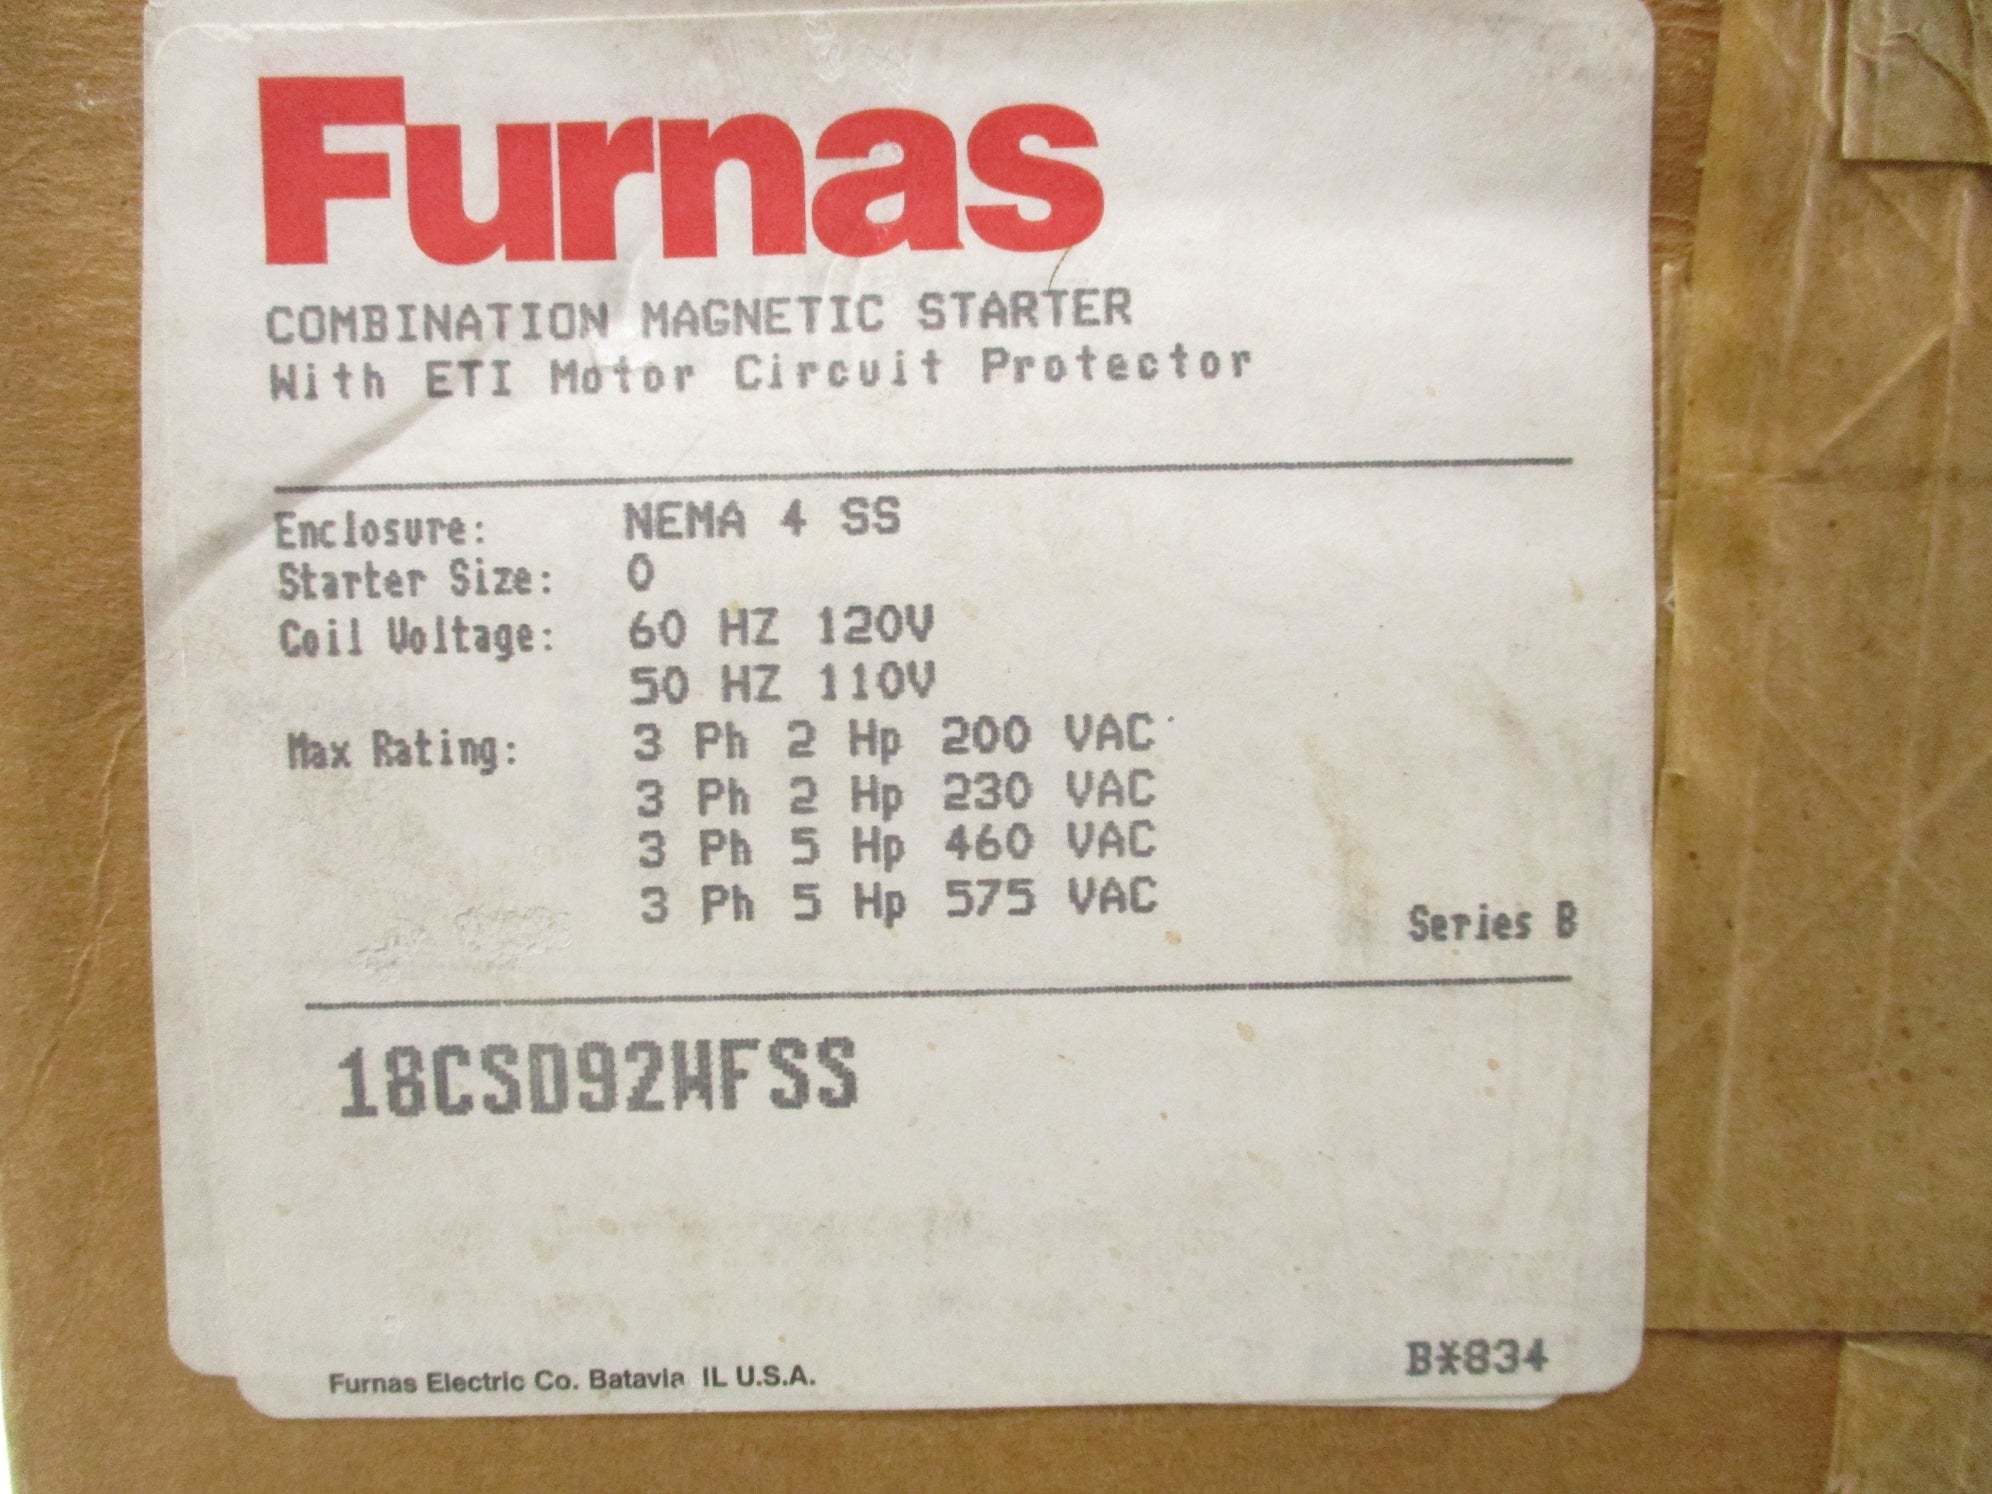 Furnas
COMBINATION MAGNETIC STARTER
With ETI Motor Circuit Protector
Enclosure: NEMA 4 SS
Starter Size: 0
Coil Voltage: 60 HZ 120V
50 HZ 110V
Max Rating: 3 Ph 2 Hp 200 VAC
3 Ph 2 Hp 230 VAC
3 Ph 5 Hp 460 VAC
3 Ph 5 Hp 575 VAC
Series B
18CSD92WFSS
Furnas Electric Co. Batavia IL U.S.A.
B*834